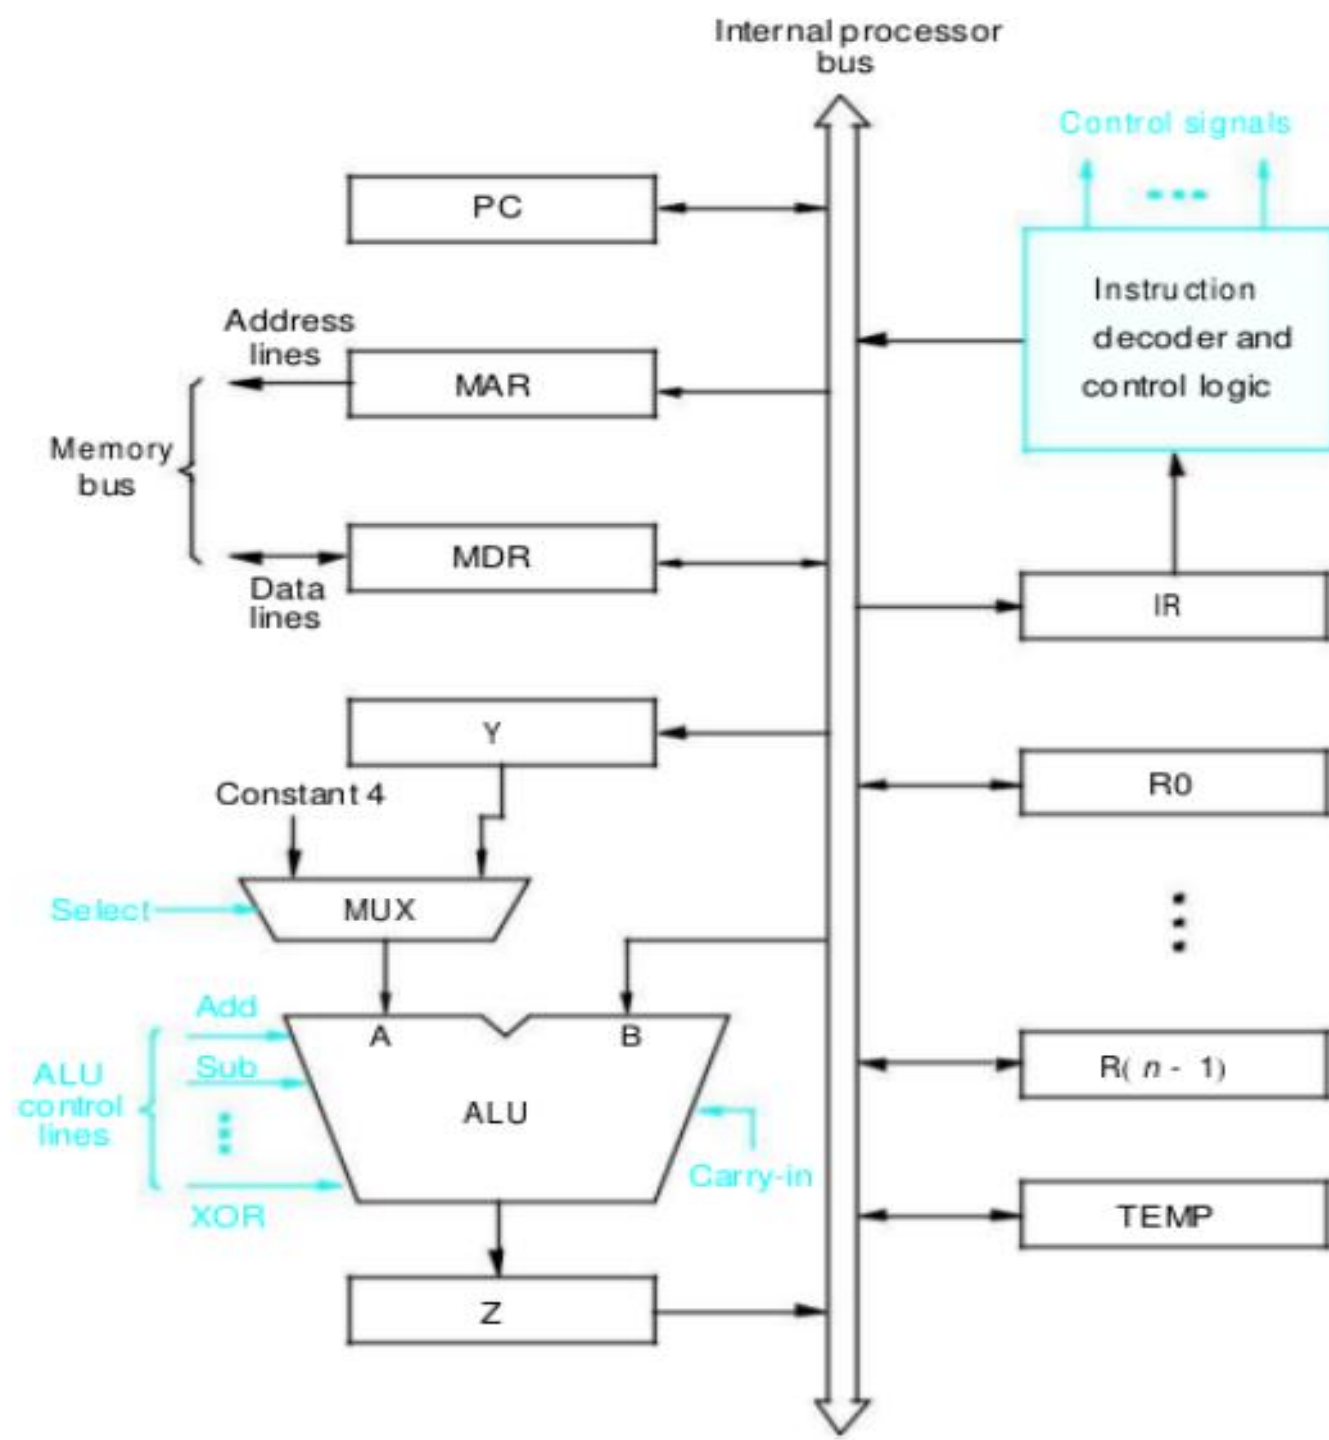 Internal processor
bus
Control signals
PC
Instruction
decoder and
control logic
Address
lines
MAR
Memory
bus
MDR
Data
lines
IR
Y
R0
Constant 4
Select
MUX
Add
A
B
ALU
control
lines
Sub
ALU
R( n - 1)
Carry-in
XOR
TEMP
Z